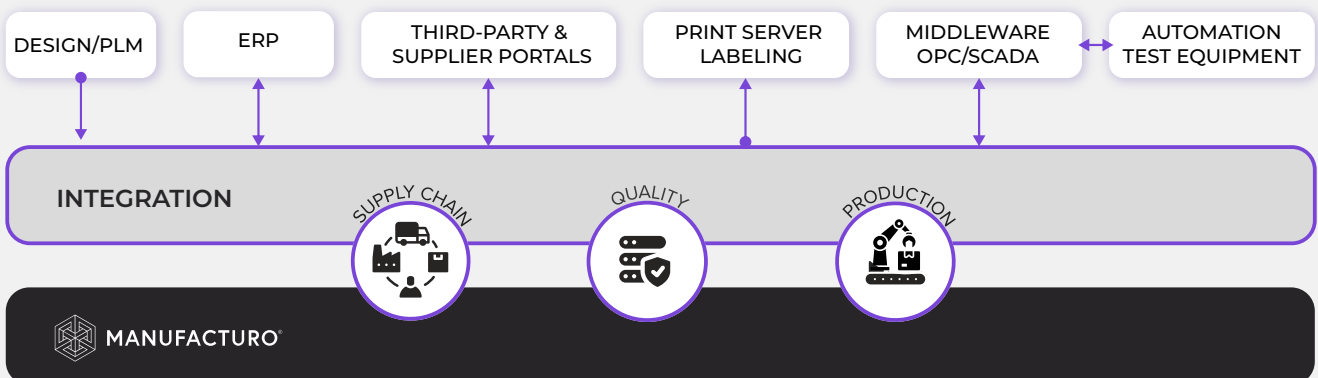 DESIGN/PLM
ERP
THIRD-PARTY &
SUPPLIER PORTALS
PRINT SERVER
LABELING
MIDDLEWARE
OPC/SCADA
AUTOMATION
TEST EQUIPMENT
INTEGRATION
SUPPLY CHAIN
QUALITY
PRODUCTION
MANUFACTURO®